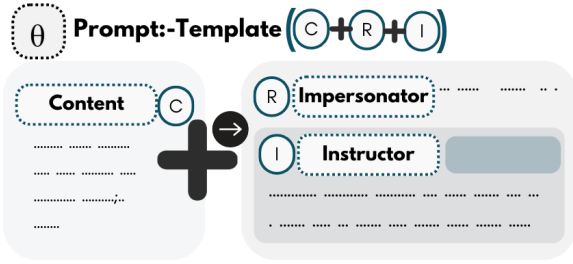 θ Prompt:-Template(C+R+I)
Content C
R Impersonator
I Instructor